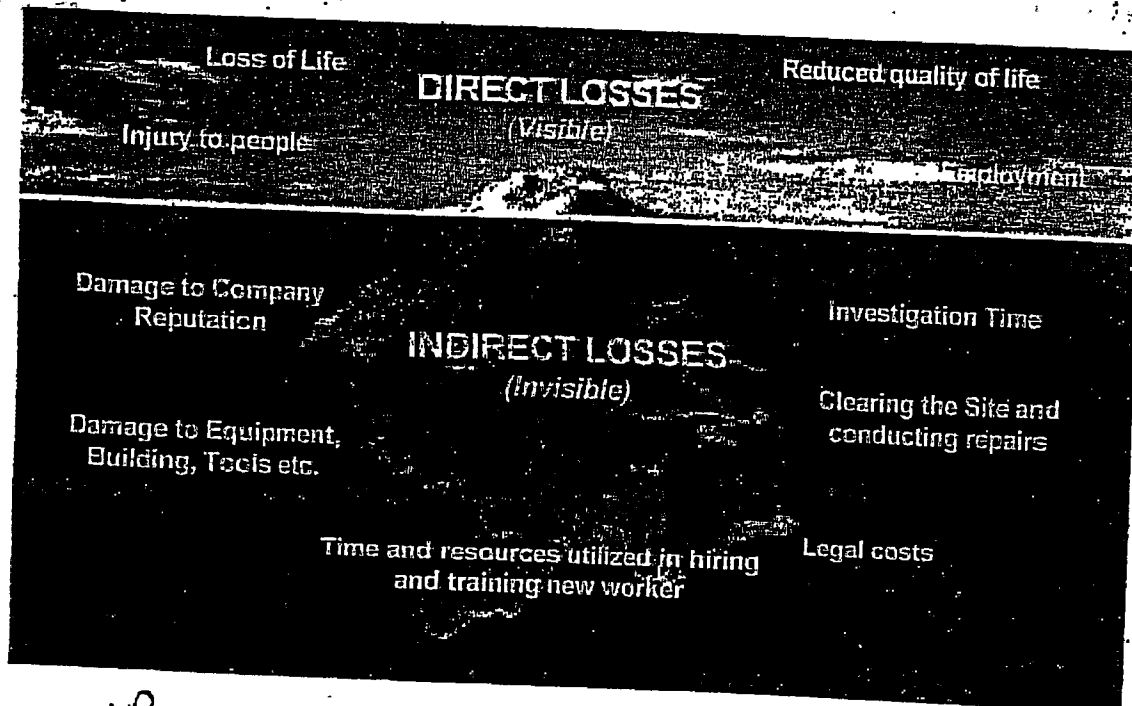 Loss of Life
DIRECT LOSSES
(Visible)
Reduced quality of life
Injury to people
Employment
Damage to Company
Reputation
INDIRECT LOSSES
(Invisible)
Investigation Time
Damage to Equipment,
Building, Tools etc.
Clearing the Site and
conducting repairs
Time and resources utilized in hiring
and training new worker
Legal costs